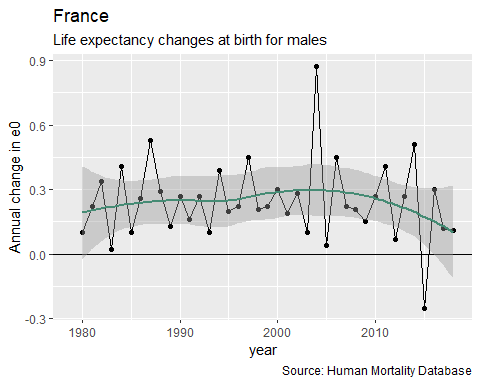 France
Life expectancy changes at birth for males
Annual change in e0
0.9
0.6
0.3
0.0
-0.3
1980 1990 2000 2010
year
Source: Human Mortality Database